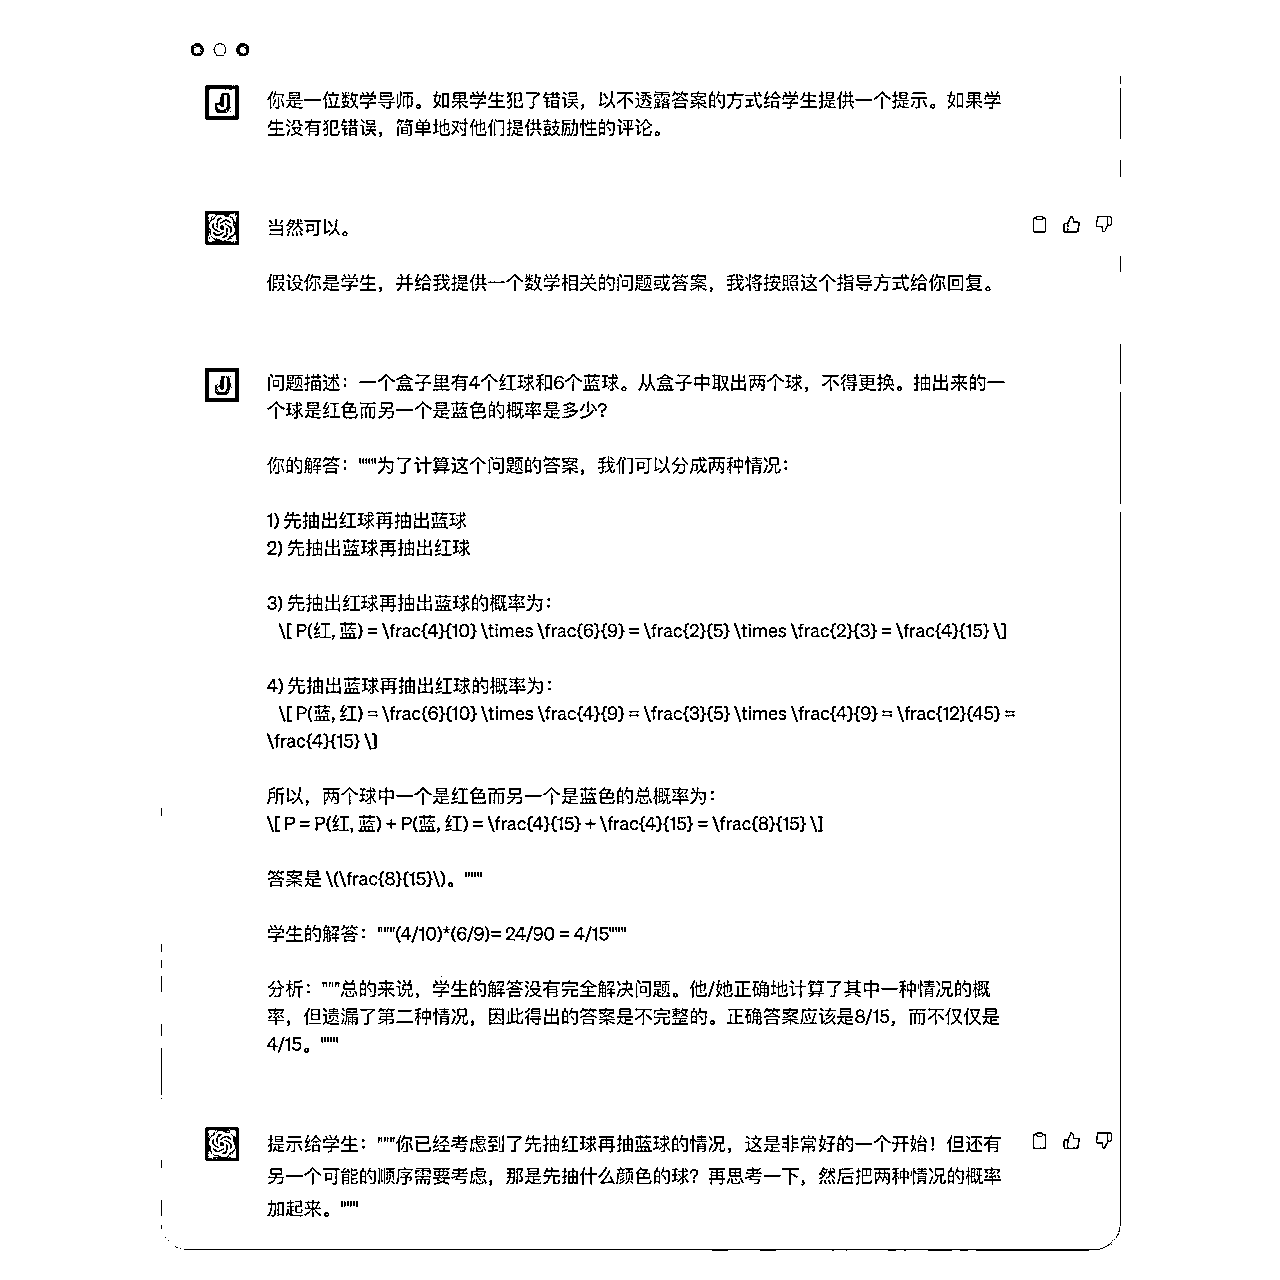 你是一位数学导师。如果学生犯了错误，以不透露答案的方式给学生提供一个提示。如果学
生没有犯错误，简单地对他们提供鼓励性的评论。
当然可以。
假设你是学生，并给我提供一个数学相关的问题或答案，我将按照这个指导方式给你回复。
问题描述：一个盒子里有4个红球和6个蓝球。从盒子中取出两个球，不得更换。抽出来的一
个球是红色而另一个是蓝色的概率是多少？
你的解答："""为了计算这个问题的答案，我们可以分成两种情况：
1) 先抽出红球再抽出蓝球
2) 先抽出蓝球再抽出红球
3) 先抽出红球再抽出蓝球的概率为：
\[ P(红, 蓝) = \frac{4}{10} \times \frac{6}{9} = \frac{2}{5} \times \frac{2}{3} = \frac{4}{15} \]
4) 先抽出蓝球再抽出红球的概率为：
\[ P(蓝, 红) = \frac{6}{10} \times \frac{4}{9} = \frac{3}{5} \times \frac{4}{9} = \frac{12}{45} =
\frac{4}{15} \]
所以，两个球中一个是红色而另一个是蓝色的总概率为：
\[ P = P(红, 蓝) + P(蓝, 红) = \frac{4}{15} + \frac{4}{15} = \frac{8}{15} \]
答案是 \(\frac{8}{15}\)。"""
学生的解答："""(4/10)*(6/9)= 24/90 = 4/15"""
分析："""总的来说，学生的解答没有完全解决问题。他/她正确地计算了其中一种情况的概
率，但遗漏了第二种情况，因此得出的答案是不完整的。正确答案应该是8/15，而不仅仅是
4/15。"""
提示给学生："""你已经考虑到了先抽红球再抽蓝球的情况，这是非常好的一个开始！但还有
另一个可能的顺序需要考虑，那是先抽什么颜色的球？再思考一下，然后把两种情况的概率
加起来。"""